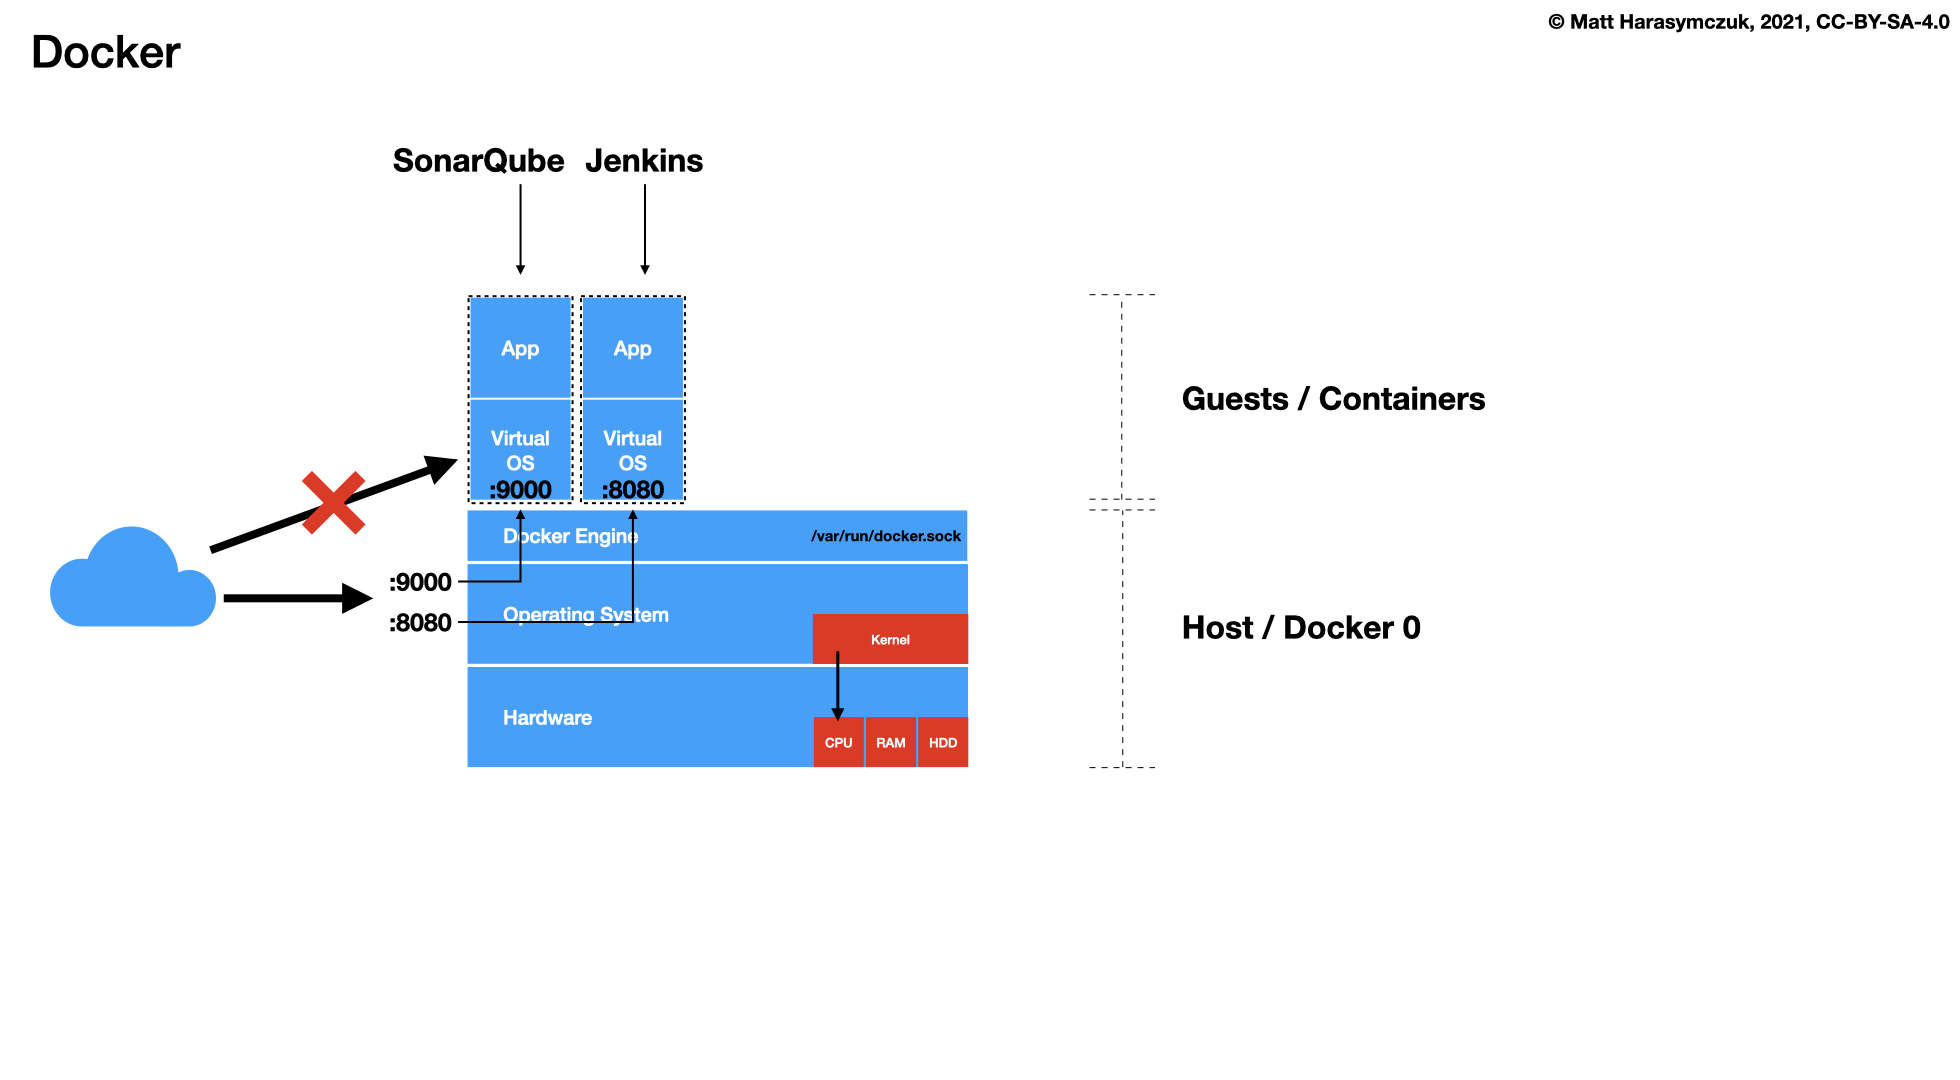 © Matt Harasymczuk, 2021, CC-BY-SA-4.0
Docker
SonarQube
Jenkins
App
App
Virtual
OS
:9000
Virtual
OS
:8080
Guests / Containers
Docker Engine
/var/run/docker.sock
:9000
:8080
Operating System
Kernel
Host / Docker 0
Hardware
CPU
RAM
HDD